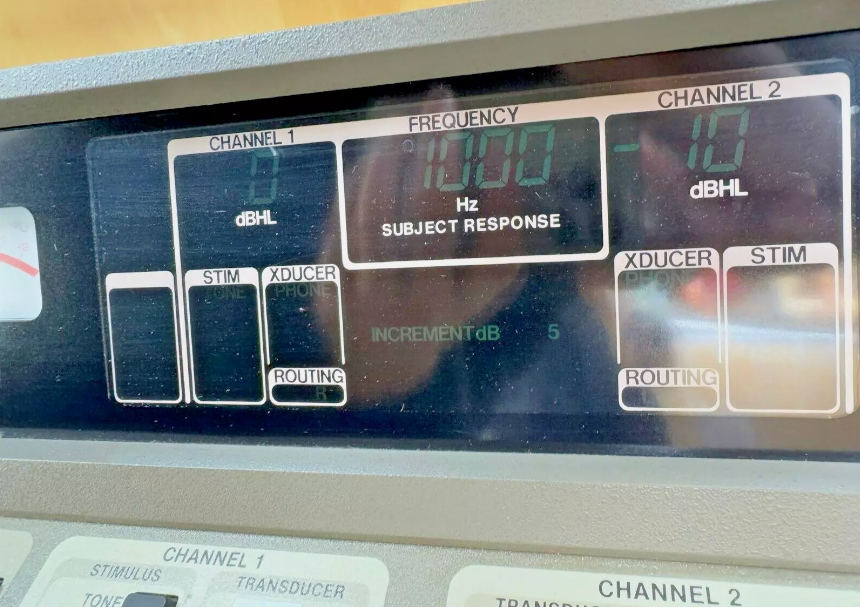 CHANNEL 1
0
dBHL
FREQUENCY
1000
Hz
SUBJECT RESPONSE
CHANNEL 2
- 10
dBHL
STIM
TONE
XDUCER
PHONE
ROUTING
R
INCREMENT dB 5
XDUCER
PHONE
ROUTING
STIM
CHANNEL 1
STIMULUS
TONE
TRANSDUCER
CHANNEL 2